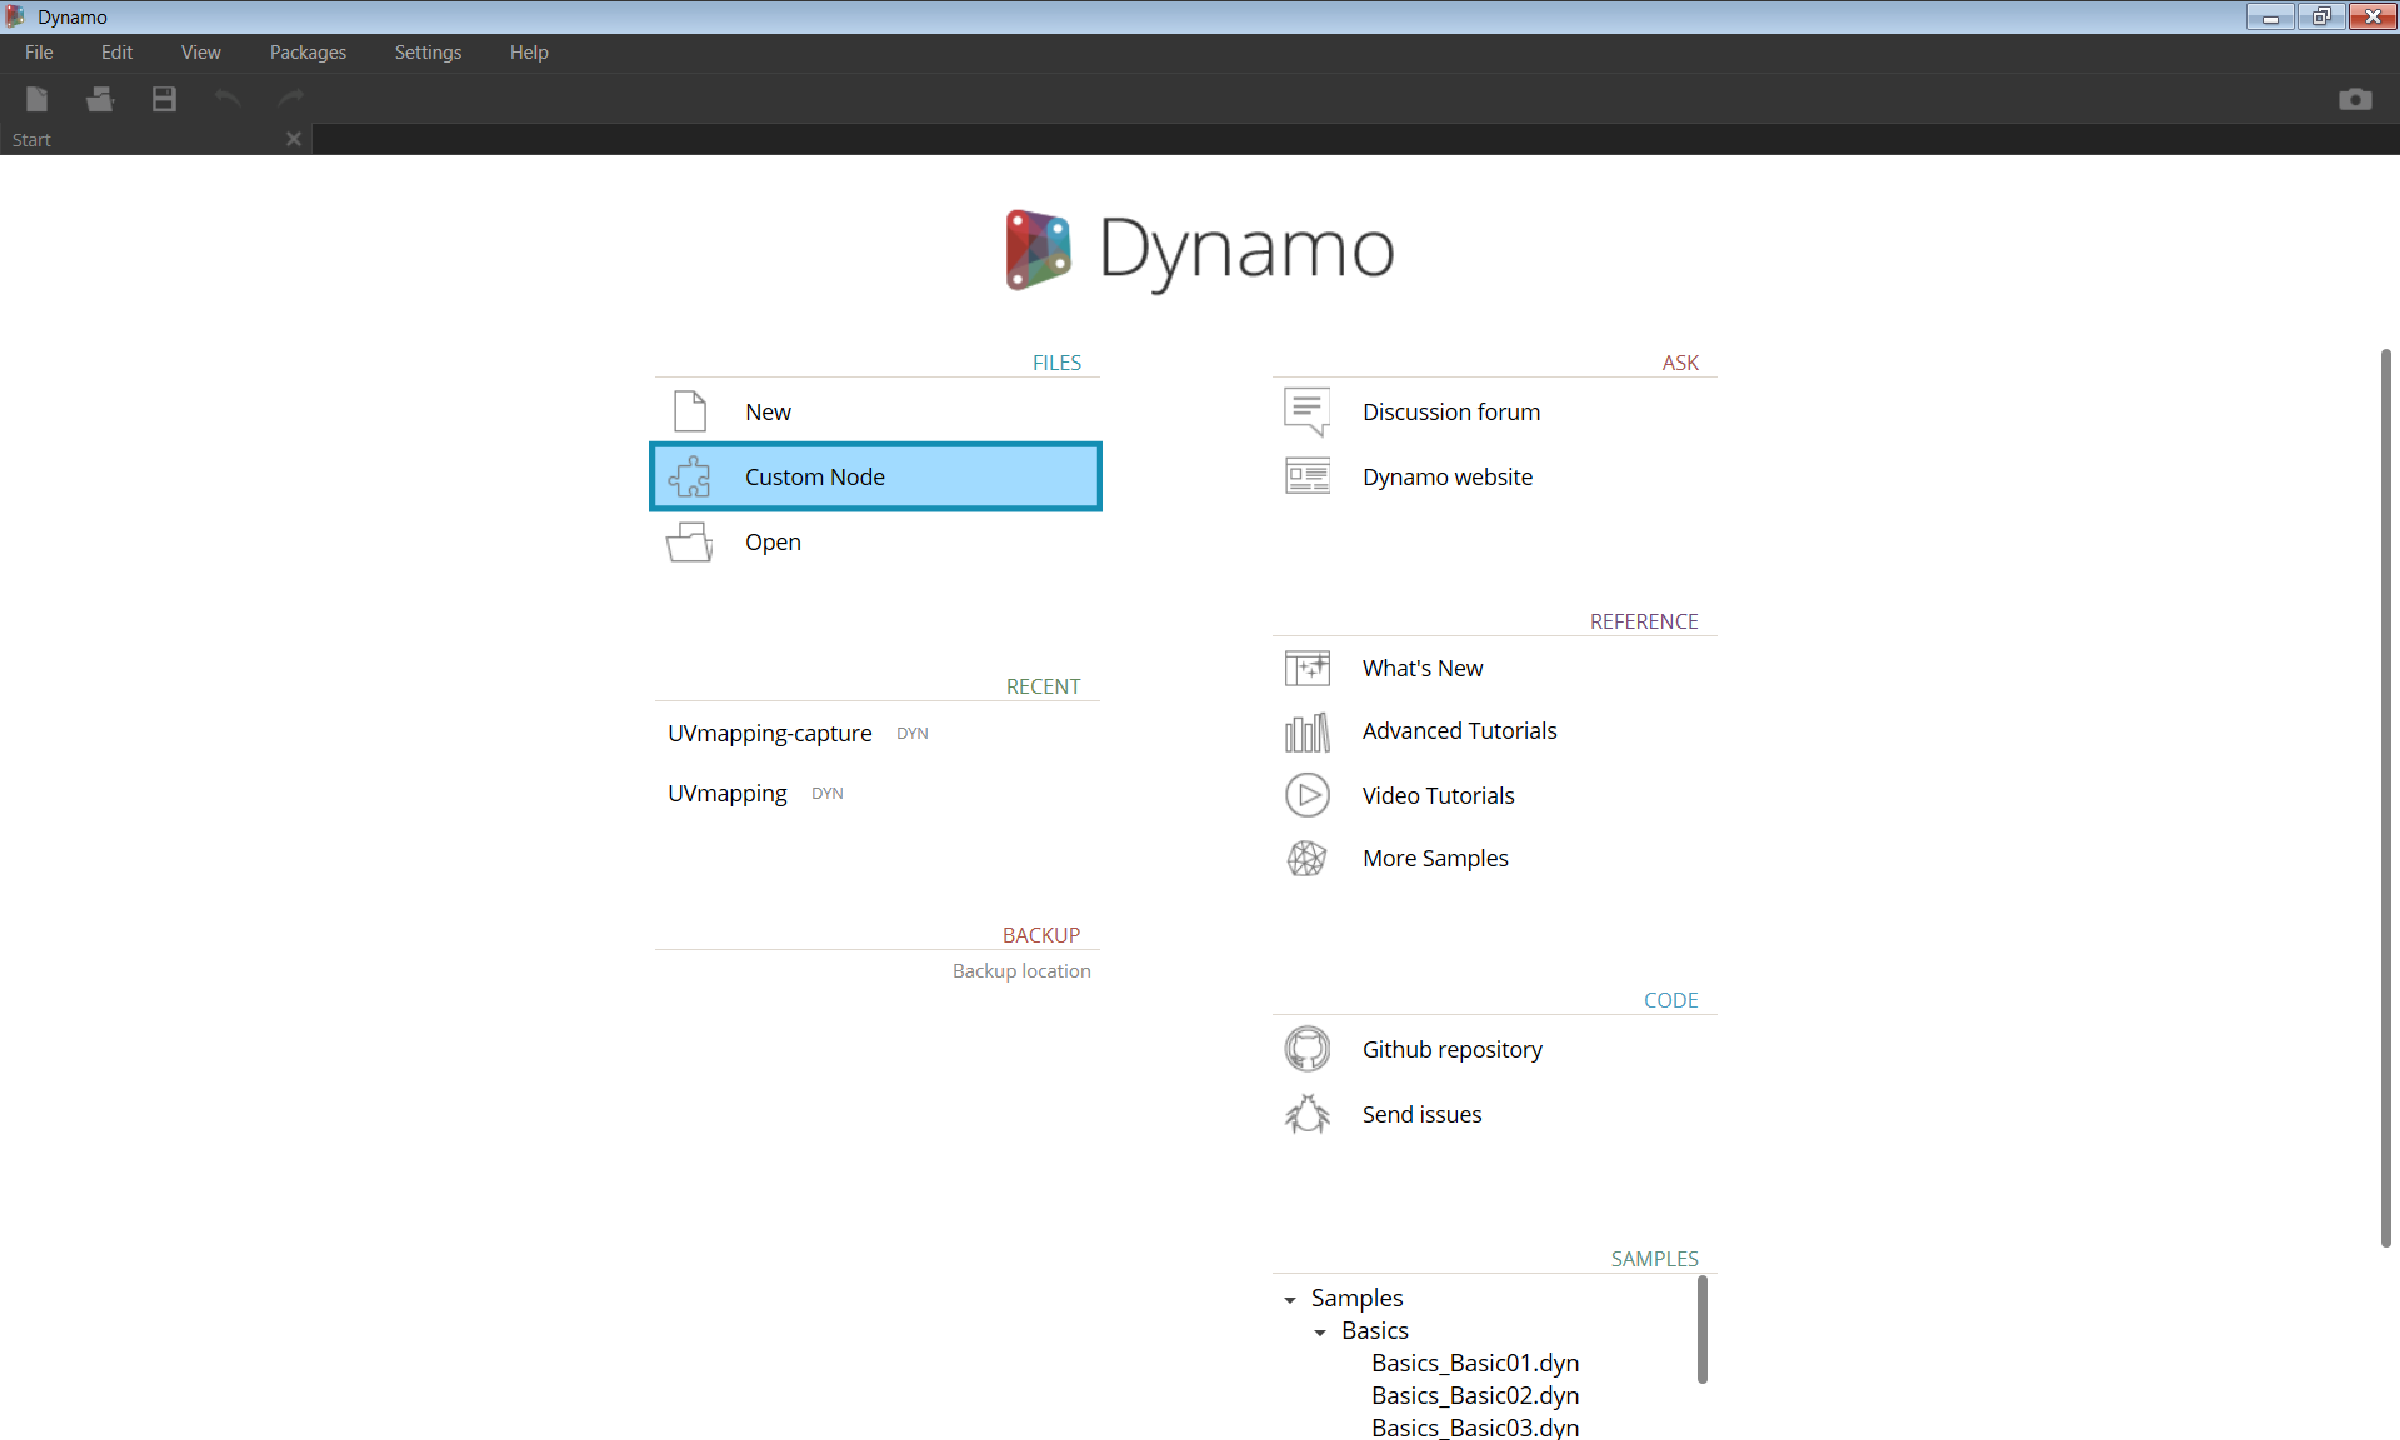 Dynamo
File Edit View Packages Settings Help
Start
Dynamo
FILES
New
Custom Node
Open
RECENT
UVmapping-capture DYN
UVmapping DYN
BACKUP
Backup location
ASK
Discussion forum
Dynamo website
REFERENCE
What's New
Advanced Tutorials
Video Tutorials
More Samples
CODE
Github repository
Send issues
SAMPLES
Samples
Basics
Basics_Basic01.dyn
Basics_Basic02.dyn
Basics_Basic03.dyn